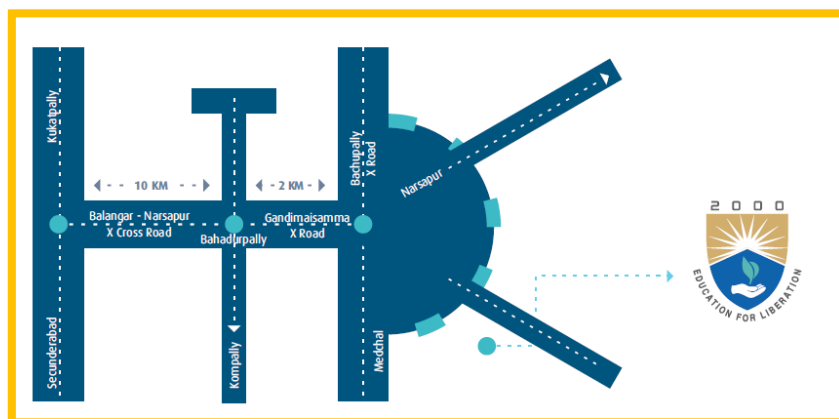 Kukatpally
Secunderabad
10 KM
Balangar - Narsapur
X Cross Road
Bahadurpally
Kompally
2 KM
Gandimaisamma
X Road
Bachupally
X Road
Medchal
Narsapur
2000
EDUCATION FOR LIBERATION